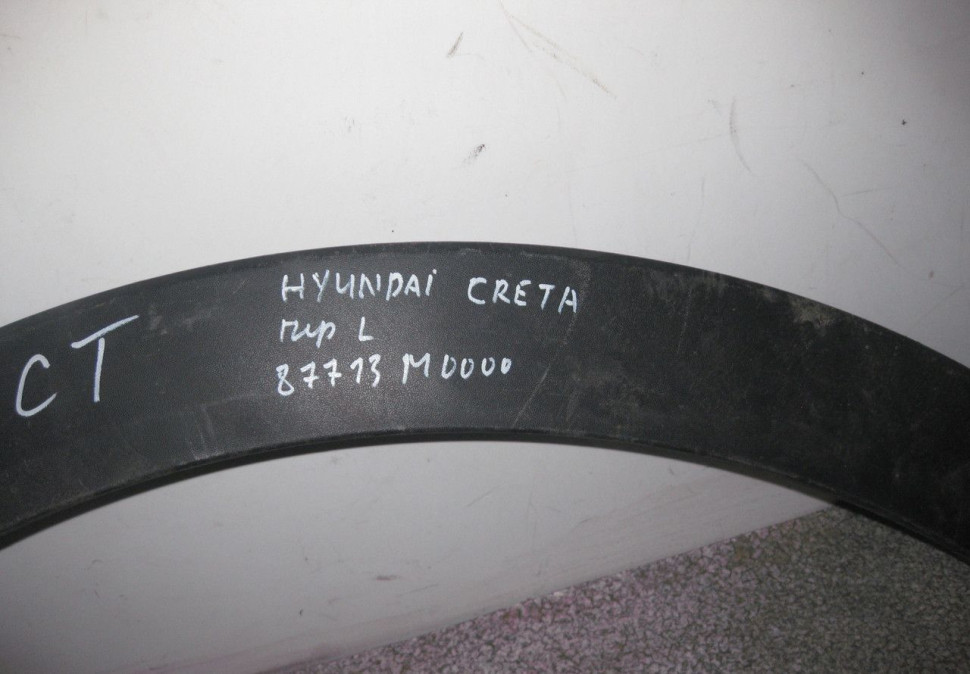 CT
HYUNDAI CRETA
пер L
87713 M0000